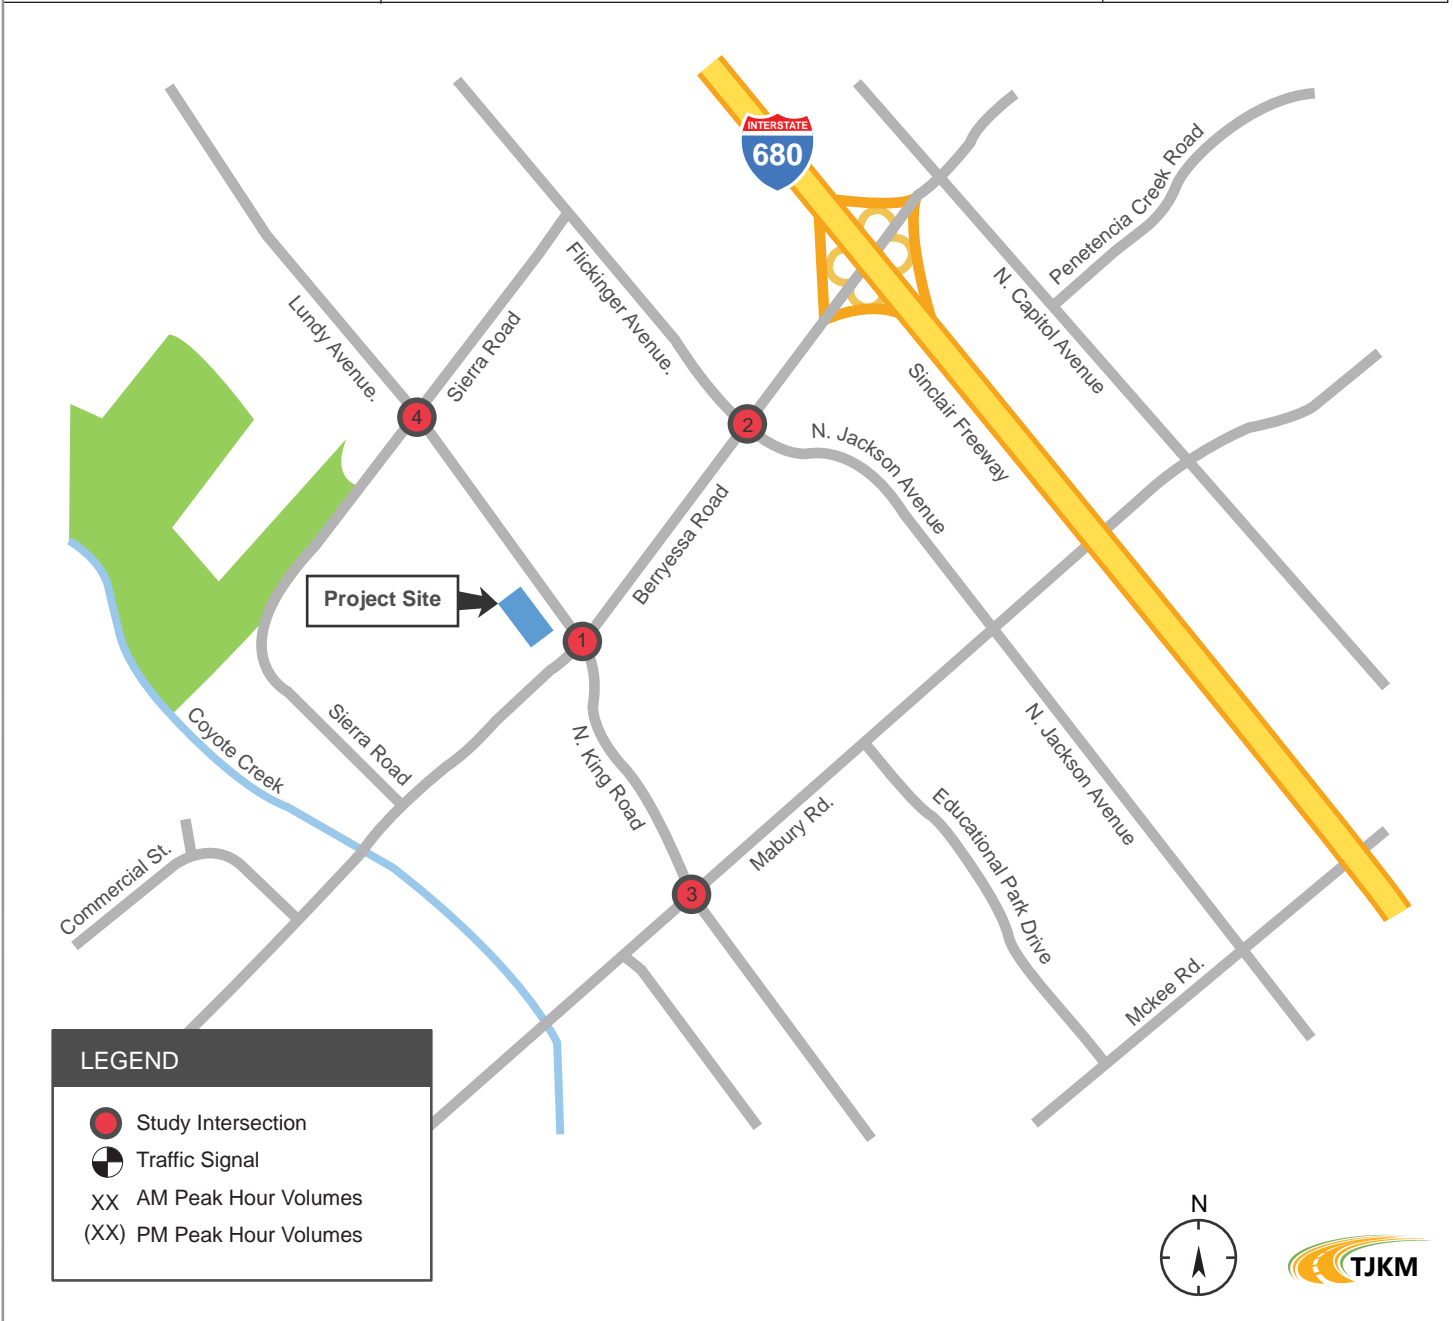 INTERSTATE
680
Penetencia Creek Road
Flickinger Avenue.
N. Capitol Avenue
Lundy Avenue.
Sierra Road
Sinclair Freeway
4
2
N. Jackson Avenue
Berryessa Road
Project Site
1
Sierra Road
Coyote Creek
N. King Road
N. Jackson Avenue
Mabury Rd.
Educational Park Drive
Commercial St.
3
Mckee Rd.
LEGEND
Study Intersection
Traffic Signal
XX AM Peak Hour Volumes
(XX) PM Peak Hour Volumes
N
TJKM